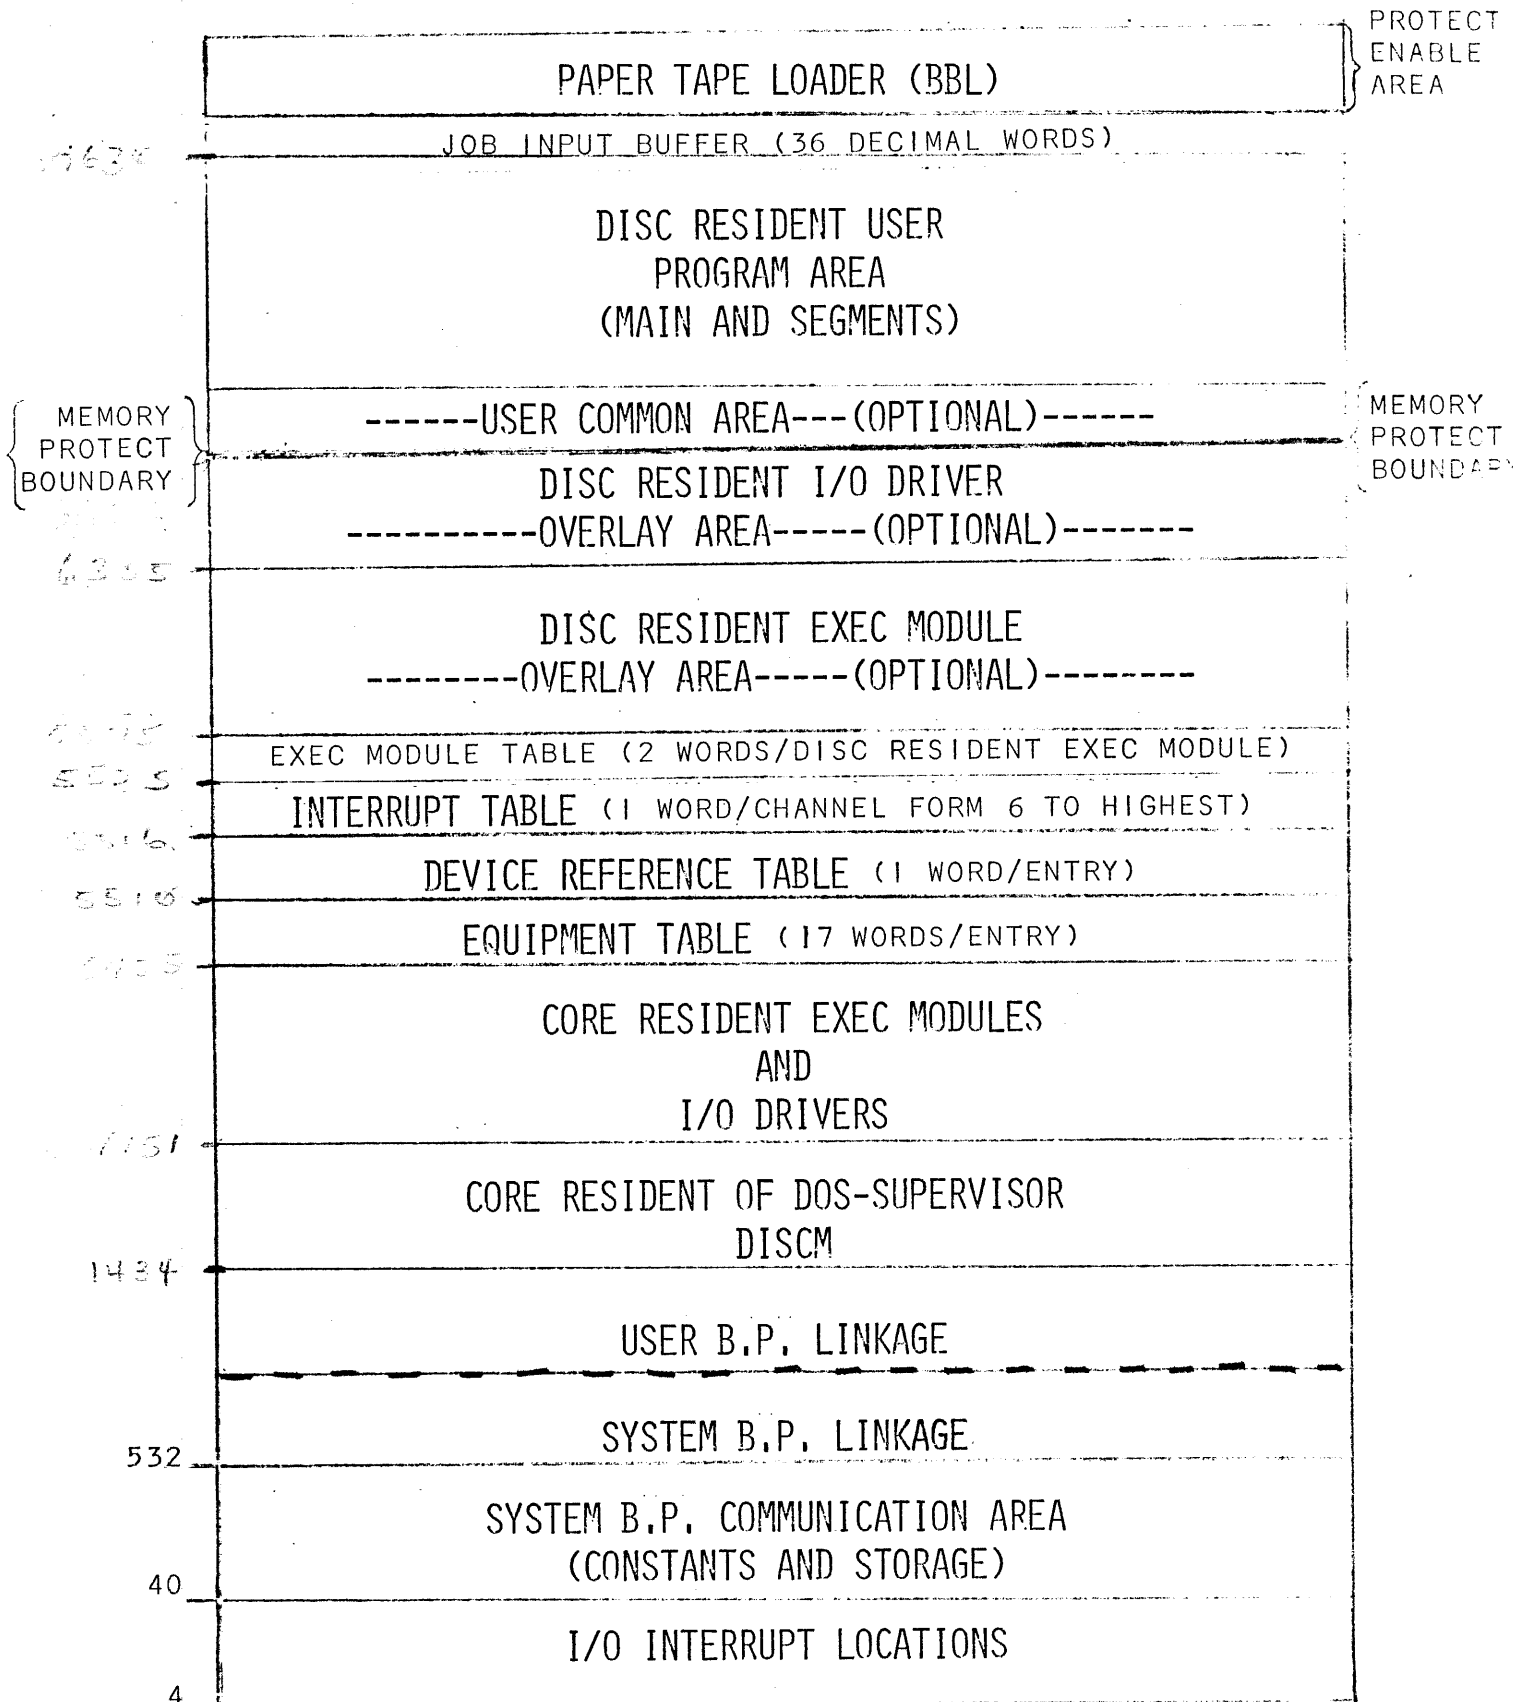 PROTECT
ENABLE
AREA
PAPER TAPE LOADER (BBL)
JOB INPUT BUFFER (36 DECIMAL WORDS)
DISC RESIDENT USER
PROGRAM AREA
(MAIN AND SEGMENTS)
MEMORY
PROTECT
BOUNDARY
------USER COMMON AREA---(OPTIONAL)------
MEMORY
PROTECT
BOUNDARY
DISC RESIDENT I/O DRIVER
----------OVERLAY AREA-----(OPTIONAL)-------
DISC RESIDENT EXEC MODULE
--------OVERLAY AREA-----(OPTIONAL)--------
EXEC MODULE TABLE (2 WORDS/DISC RESIDENT EXEC MODULE)
INTERRUPT TABLE (1 WORD/CHANNEL FORM 6 TO HIGHEST)
DEVICE REFERENCE TABLE (1 WORD/ENTRY)
EQUIPMENT TABLE (17 WORDS/ENTRY)
CORE RESIDENT EXEC MODULES
AND
I/O DRIVERS
CORE RESIDENT OF DOS-SUPERVISOR
DISCM
1434
USER B.P. LINKAGE
SYSTEM B.P. LINKAGE
532
SYSTEM B.P. COMMUNICATION AREA
(CONSTANTS AND STORAGE)
40
I/O INTERRUPT LOCATIONS
4